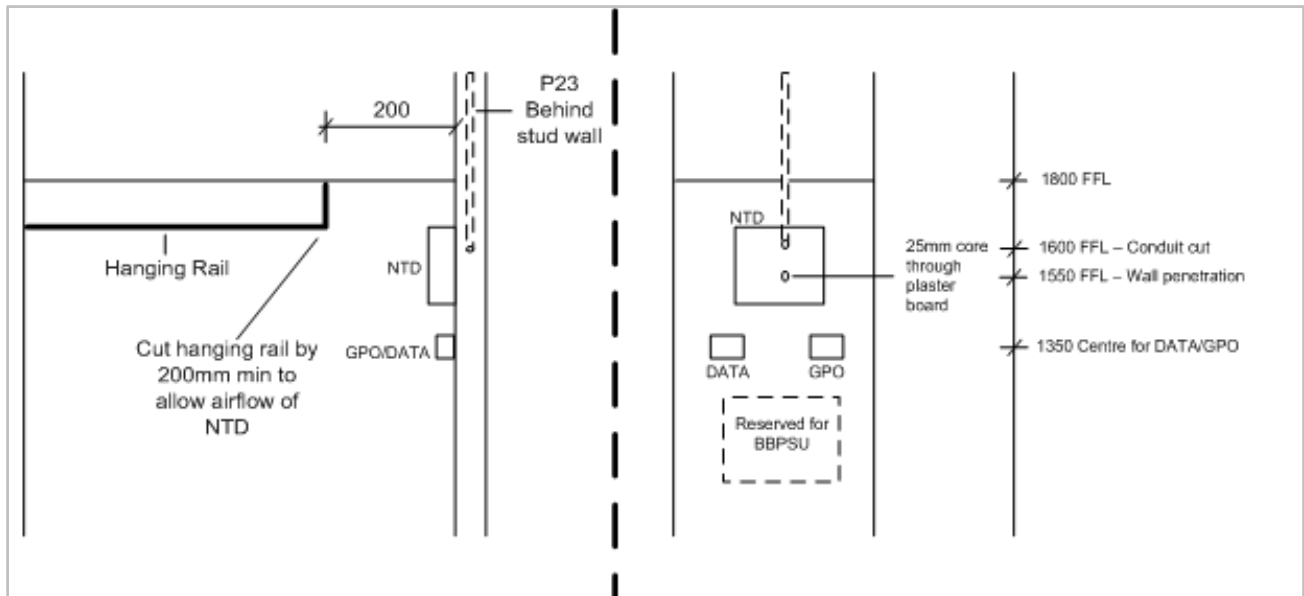 200
P23
Behind
stud wall
Hanging Rail
NTD
Cut hanging rail by
200mm min to
allow airflow of
NTD
GPO/DATA
NTD
25mm core
through
plaster
board
DATA
GPO
Reserved for
BBPSU
1800 FFL
1600 FFL – Conduit cut
1550 FFL – Wall penetration
1350 Centre for DATA/GPO